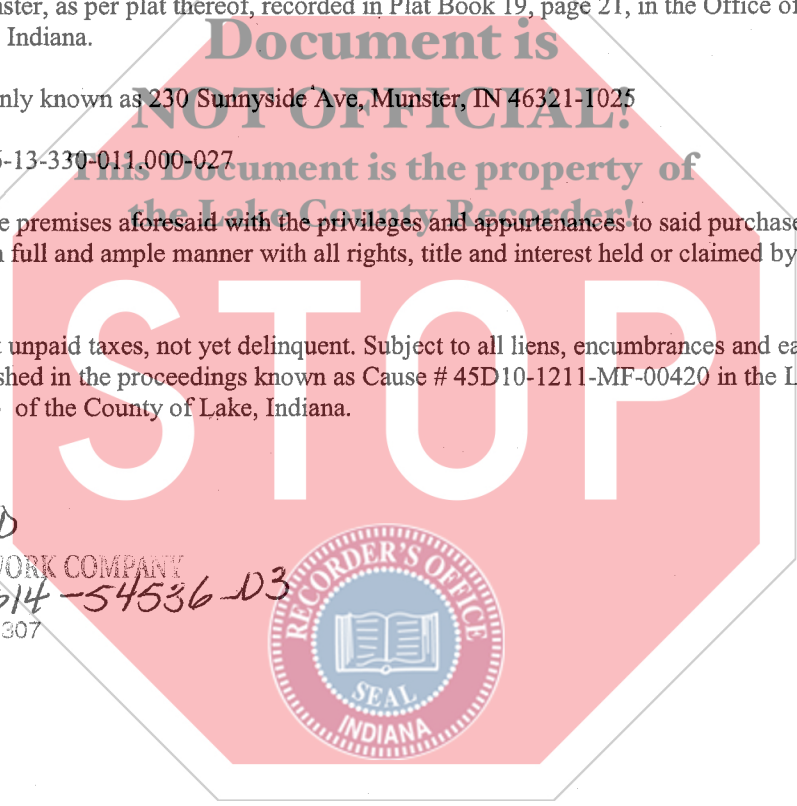 nster, as per plat thereof, recorded in Plat Book 19, page 21, in the Office of
Indiana.
Document is
nly known as 230 Sunnyside Ave, Munster, IN 46321-1025
NOT OFFICIAL!
-13-330-011.000-027
This Document is the property of
the Lake County Recorder!
e premises aforesaid with the privileges and appurtenances to said purchase
full and ample manner with all rights, title and interest held or claimed by
STOP
unpaid taxes, not yet delinquent. Subject to all liens, encumbrances and ea
shed in the proceedings known as Cause # 45D10-1211-MF-00420 in the L
of the County of Lake, Indiana.
WORK COMPANY
614-54536-D3
307
RECORDER'S OFFICE
SEAL
INDIANA